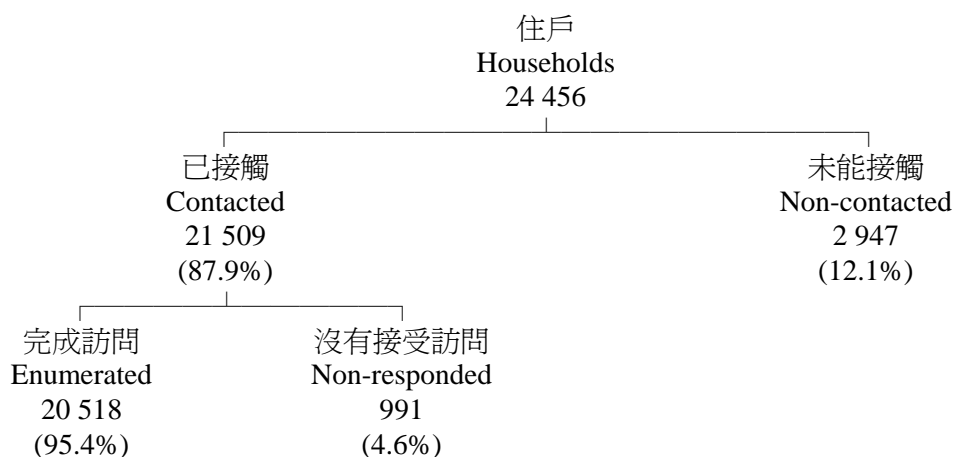 住戶
Households
24 456
已接觸
Contacted
21 509
(87.9%)
未能接觸
Non-contacted
2 947
(12.1%)
完成訪問
Enumerated
20 518
(95.4%)
沒有接受訪問
Non-responded
991
(4.6%)